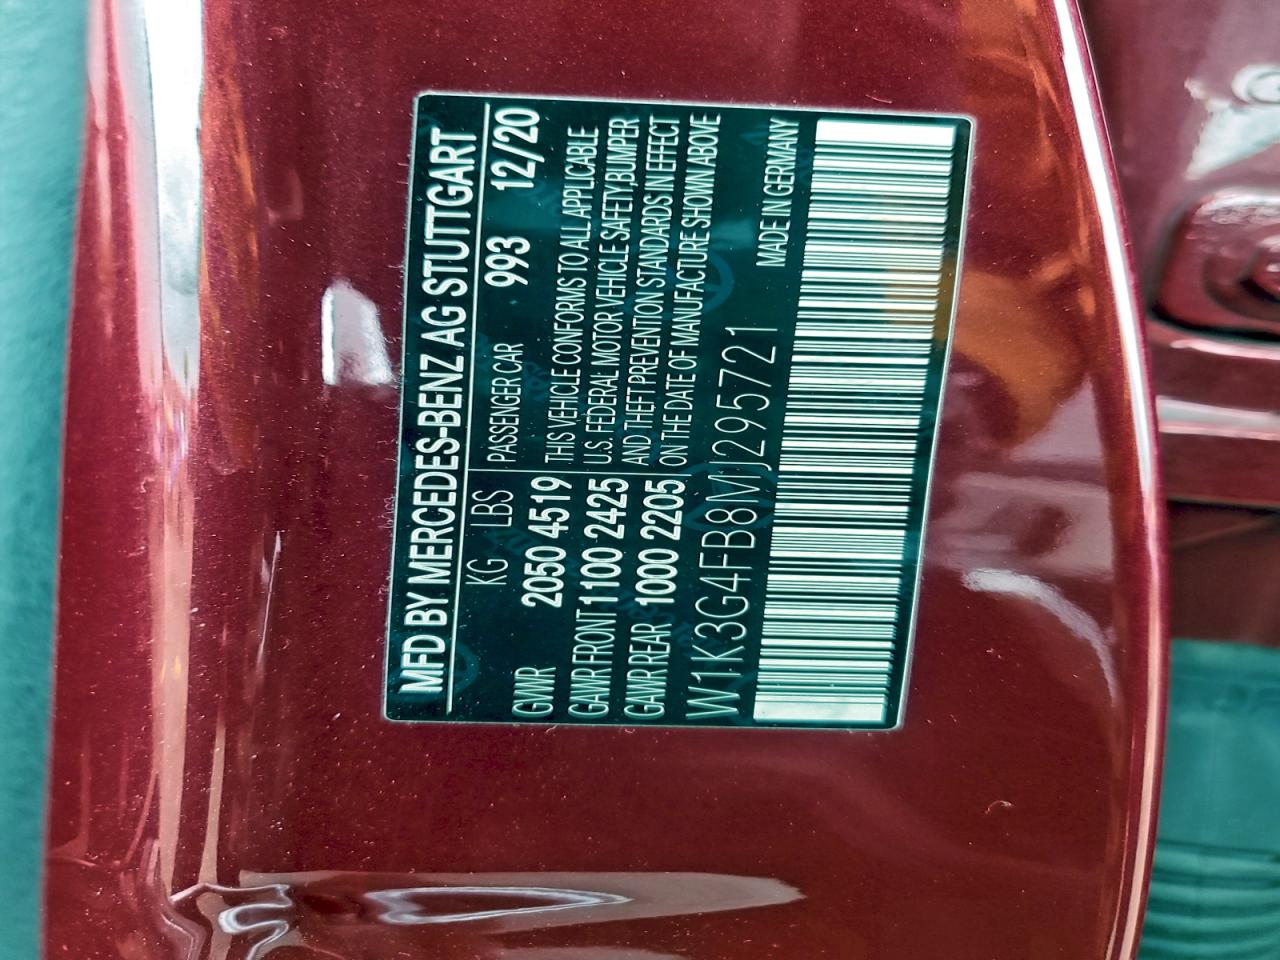 MFD BY MERCEDES-BENZ AG STUTTGART
KG LBS PASSENGER CAR 993 12/20
GVWR 2050 4519 THIS VEHICLE CONFORMS TO ALL APPLICABLE
GAWR FRONT 1100 2425 U.S. FEDERAL MOTOR VEHICLE SAFETY,BUMPER
GAWR REAR 1000 2205 AND THEFT PREVENTION STANDARDS IN EFFECT
ON THE DATE OF MANUFACTURE SHOWN ABOVE
W1K3G4FB8MJ295721
MADE IN GERMANY